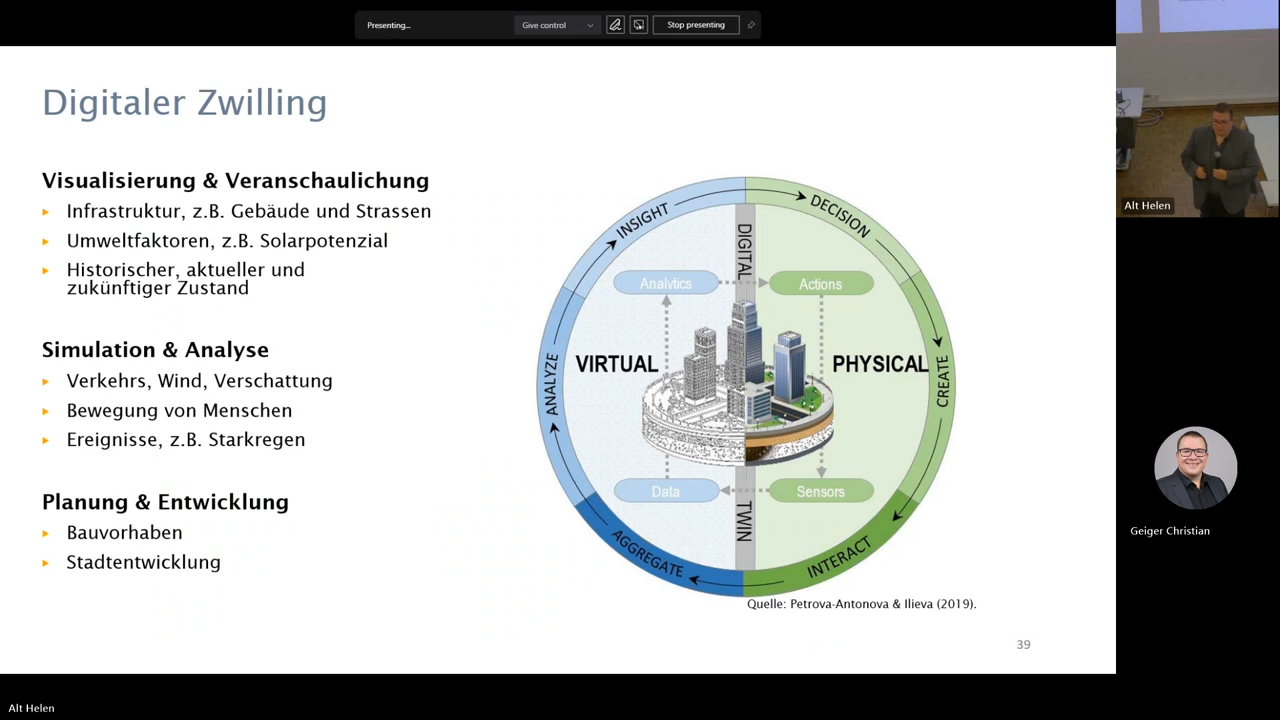 Presenting...
Give control
Stop presenting
Digitaler Zwilling
Visualisierung & Veranschaulichung
Infrastruktur, z.B. Gebäude und Strassen
Umweltfaktoren, z.B. Solarpotenzial
Historischer, aktueller und
zukünftiger Zustand
Simulation & Analyse
Verkehrs, Wind, Verschattung
Bewegung von Menschen
Ereignisse, z.B. Starkregen
Planung & Entwicklung
Bauvorhaben
Stadtentwicklung
INSIGHT
DECISION
DIGITAL
Analytics
Actions
VIRTUAL
PHYSICAL
ANALYZE
CREATE
Data
Sensors
TWIN
AGGREGATE
INTERACT
Quelle: Petrova-Antonova & Ilieva (2019).
39
Alt Helen
Geiger Christian
Alt Helen